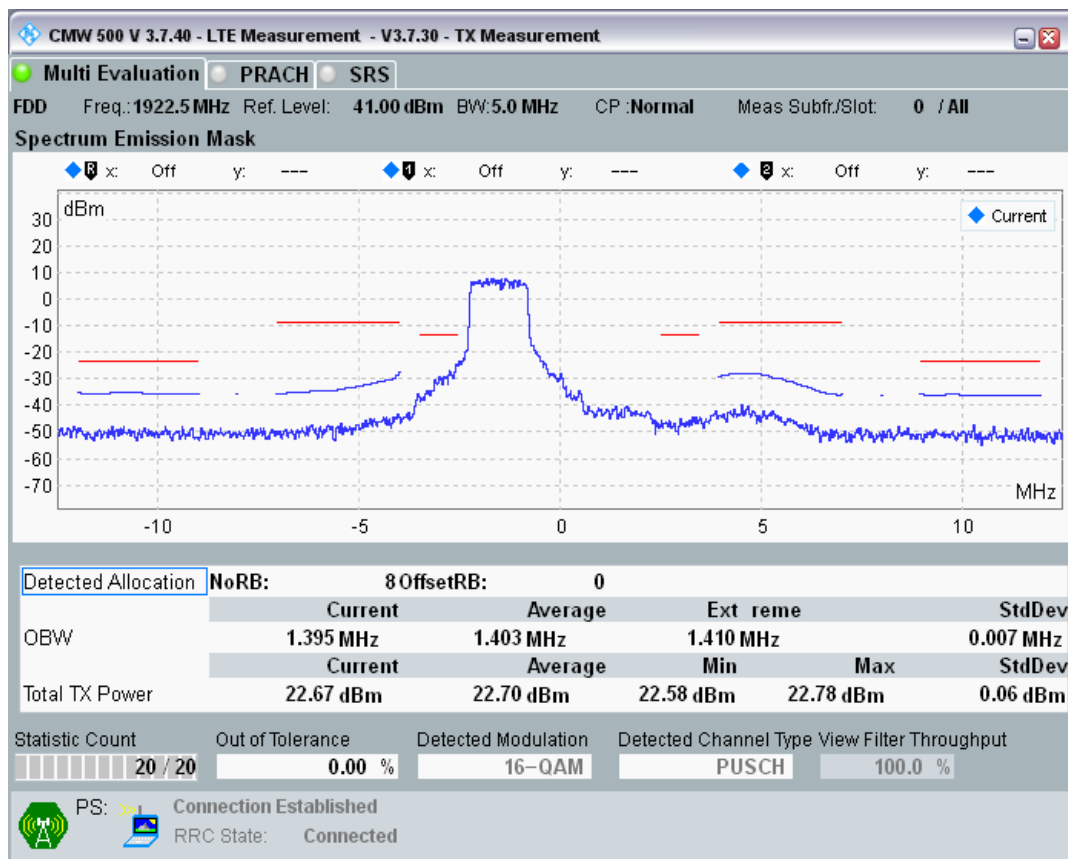 CMW 500 V 3.7.40 - LTE Measurement - V3.7.30 - TX Measurement
Multi Evaluation PRACH SRS
FDD Freq.: 1922.5 MHz Ref. Level: 41.00 dBm BW: 5.0 MHz CP : Normal Meas Subfr./Slot: 0 / All
Spectrum Emission Mask
R x: Off y: --- 1 x: Off y: --- 2 x: Off y: ---
dBm
Current
30
20
10
0
-10
-20
-30
-40
-50
-60
-70
MHz
-10 -5 0 5 10
Detected Allocation NoRB: 8 OffsetRB: 0
Current Average Ext reme StdDev
OBW 1.395 MHz 1.403 MHz 1.410 MHz 0.007 MHz
Current Average Min Max StdDev
Total TX Power 22.67 dBm 22.70 dBm 22.58 dBm 22.78 dBm 0.06 dBm
Statistic Count Out of Tolerance Detected Modulation Detected Channel Type View Filter Throughput
20 / 20 0.00 % 16-QAM PUSCH 100.0 %
PS: Connection Established
RRC State: Connected